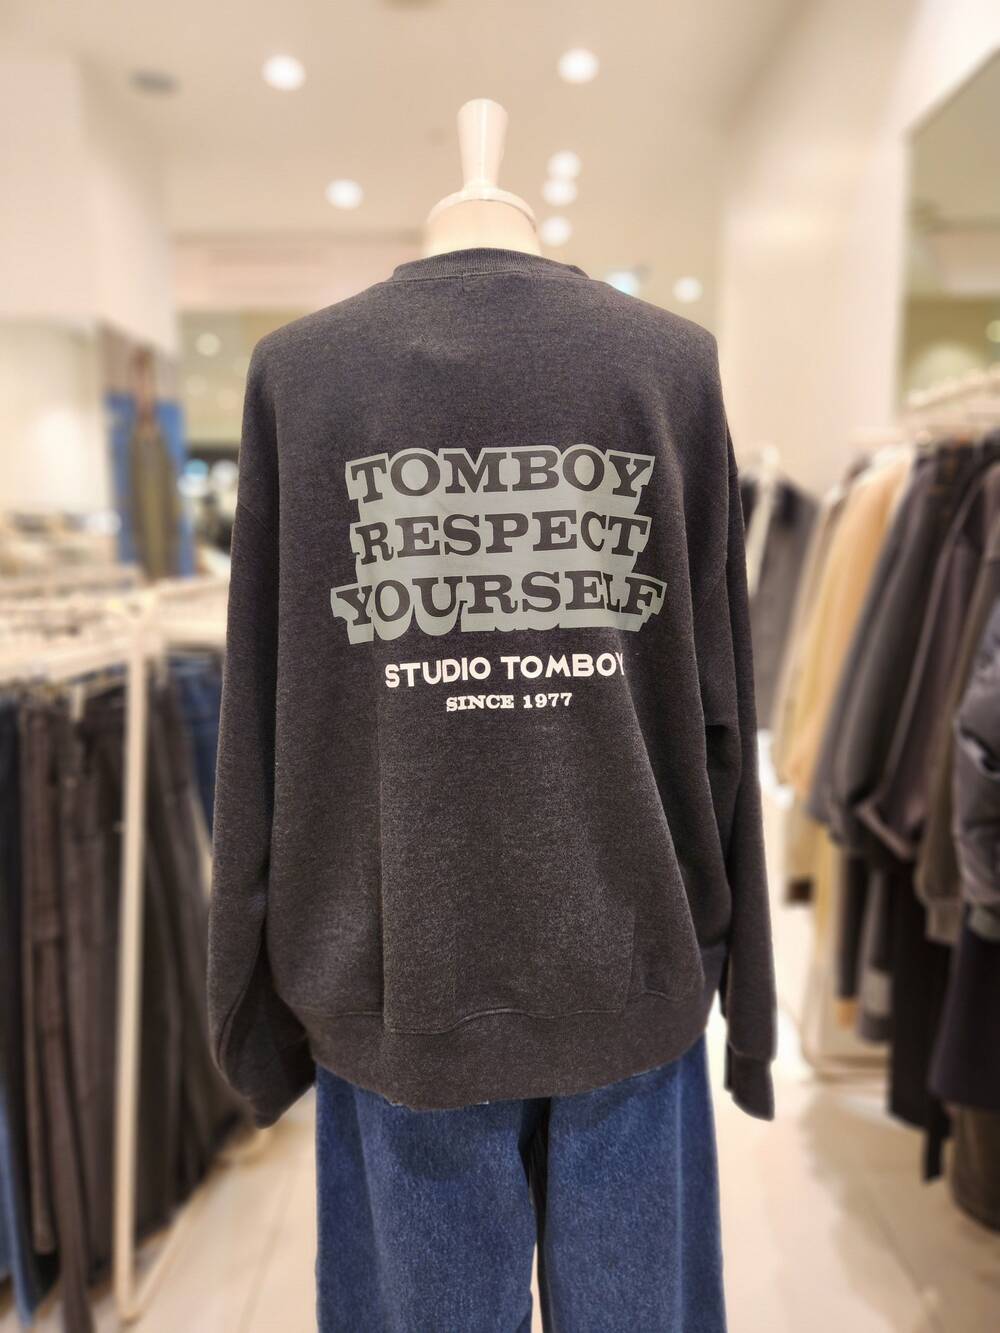 TOMBOY
RESPECT
YOURSELF
STUDIO TOMBOY
SINCE 1977